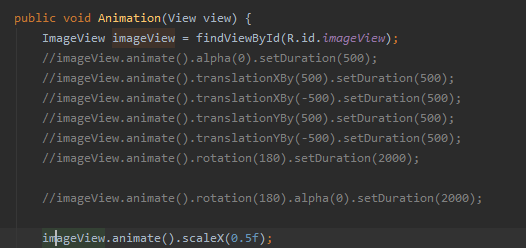 public void Animation(View view) {
ImageView imageView = findViewById(R.id.imageView);
//imageView.animate().alpha(0).setDuration(500);
//imageView.animate().translationXBy(500).setDuration(500);
//imageView.animate().translationXBy(-500).setDuration(500);
//imageView.animate().translationYBy(500).setDuration(500);
//imageView.animate().translationYBy(-500).setDuration(500);
//imageView.animate().rotation(180).setDuration(2000);
//imageView.animate().rotation(180).alpha(0).setDuration(2000);
imageView.animate().scaleX(0.5f);